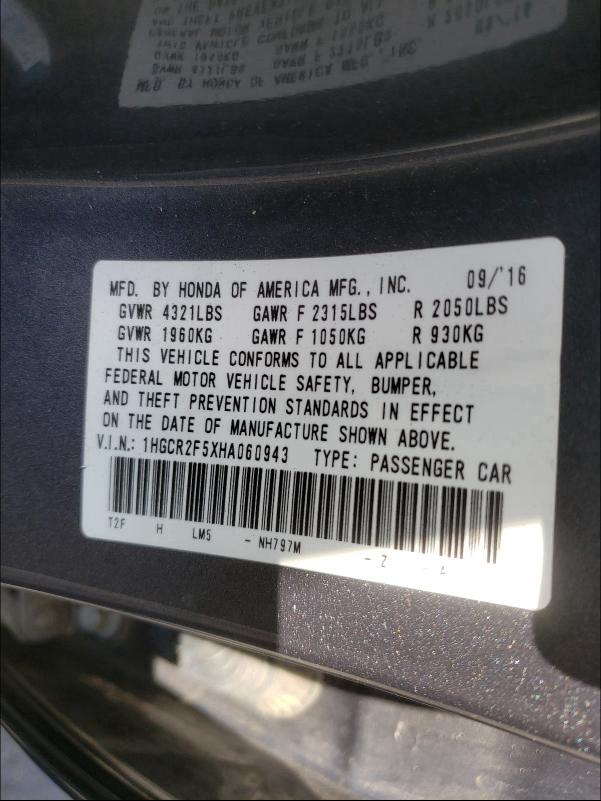 MFD. BY HONDA OF AMERICA MFG., INC. 09/'16
GVWR 4321LBS GAWR F 2315LBS R 2050LBS
GVWR 1960KG GAWR F 1050KG R 930KG
THIS VEHICLE CONFORMS TO ALL APPLICABLE
FEDERAL MOTOR VEHICLE SAFETY, BUMPER,
AND THEFT PREVENTION STANDARDS IN EFFECT
ON THE DATE OF MANUFACTURE SHOWN ABOVE.
V.I.N.: 1HGCR2F5XHA060943 TYPE: PASSENGER CAR
T2F H LM5 - NH797M - Z - A